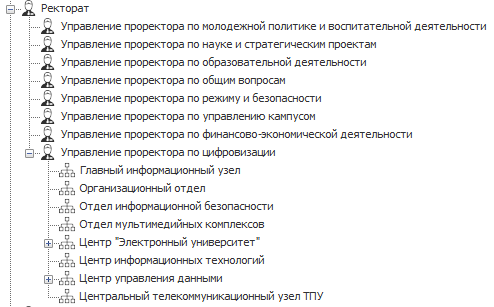 Ректорат
Управление проректора по молодежной политике и воспитательной деятельности
Управление проректора по науке и стратегическим проектам
Управление проректора по образовательной деятельности
Управление проректора по общим вопросам
Управление проректора по режиму и безопасности
Управление проректора по управлению кампусом
Управление проректора по финансово-экономической деятельности
Управление проректора по цифровизации
Главный информационный узел
Организационный отдел
Отдел информационной безопасности
Отдел мультимедийных комплексов
Центр "Электронный университет"
Центр информационных технологий
Центр управления данными
Центральный телекоммуникационный узел ТПУ